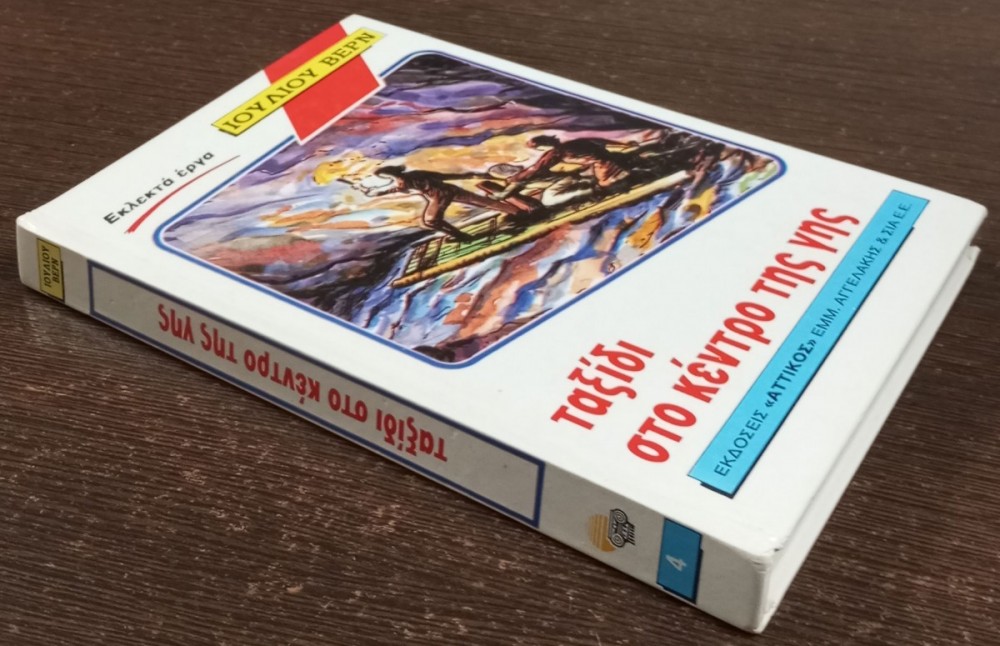 ΙΟΥΛΙΟΥ ΒΕΡΝ
Εκλεκτά έργα
ταξίδι
στο κέντρο της γης
ΕΚΔΟΣΕΙΣ «ΑΤΤΙΚΟΣ» ΕΜΜ. ΑΓΓΕΛΑΚΗΣ & ΣΙΑ Ε.Ε.
ΙΟΥΛΙΟΥ
ΒΕΡΝ
ταξίδι στο κέντρο της γης
4